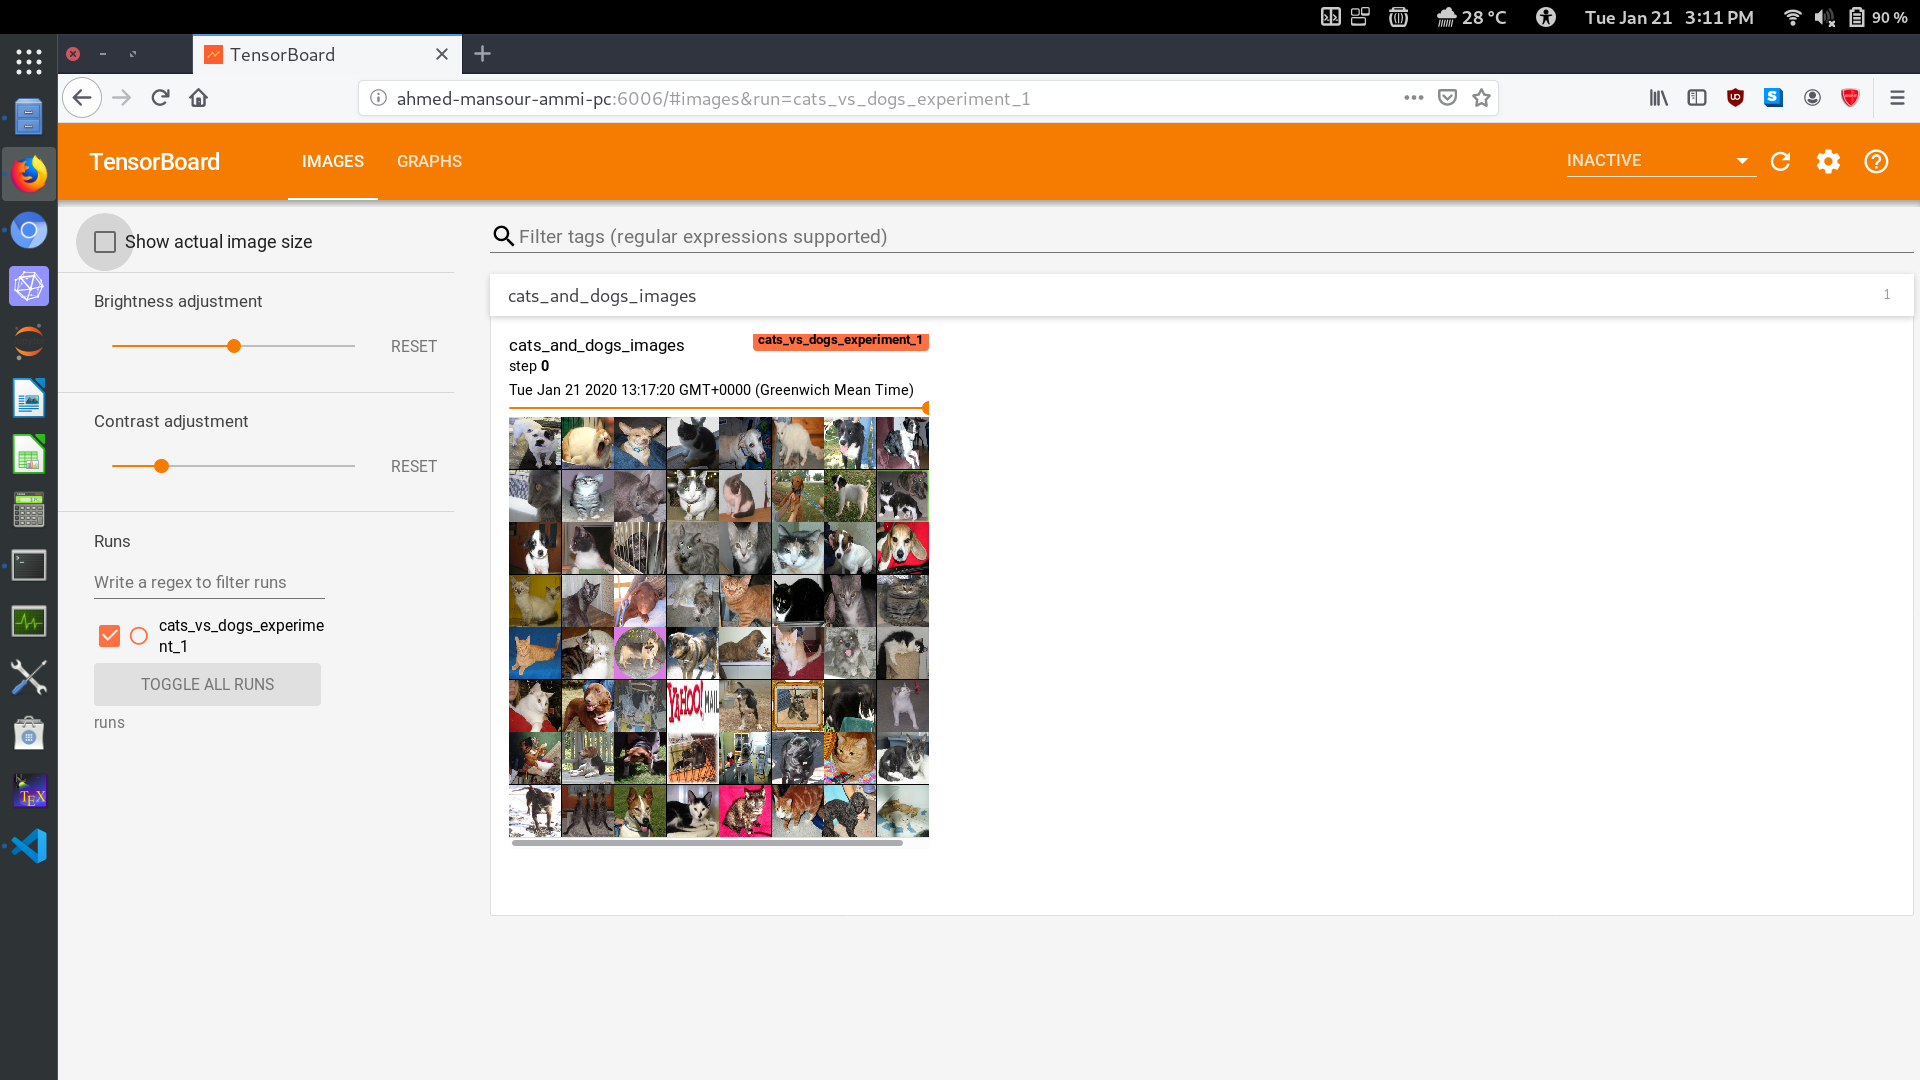 28 °C
Tue Jan 21 3:11 PM
90 %
TensorBoard
ahmed-mansour-ammi-pc:6006/#images&run=cats_vs_dogs_experiment_1
TensorBoard
IMAGES
GRAPHS
INACTIVE
Show actual image size
Filter tags (regular expressions supported)
Brightness adjustment
RESET
Contrast adjustment
RESET
Runs
Write a regex to filter runs
cats_vs_dogs_experime
nt_1
TOGGLE ALL RUNS
runs
cats_and_dogs_images
1
cats_and_dogs_images
cats_vs_dogs_experiment_1
step 0
Tue Jan 21 2020 13:17:20 GMT+0000 (Greenwich Mean Time)
YAHOO! MAIL
TEX